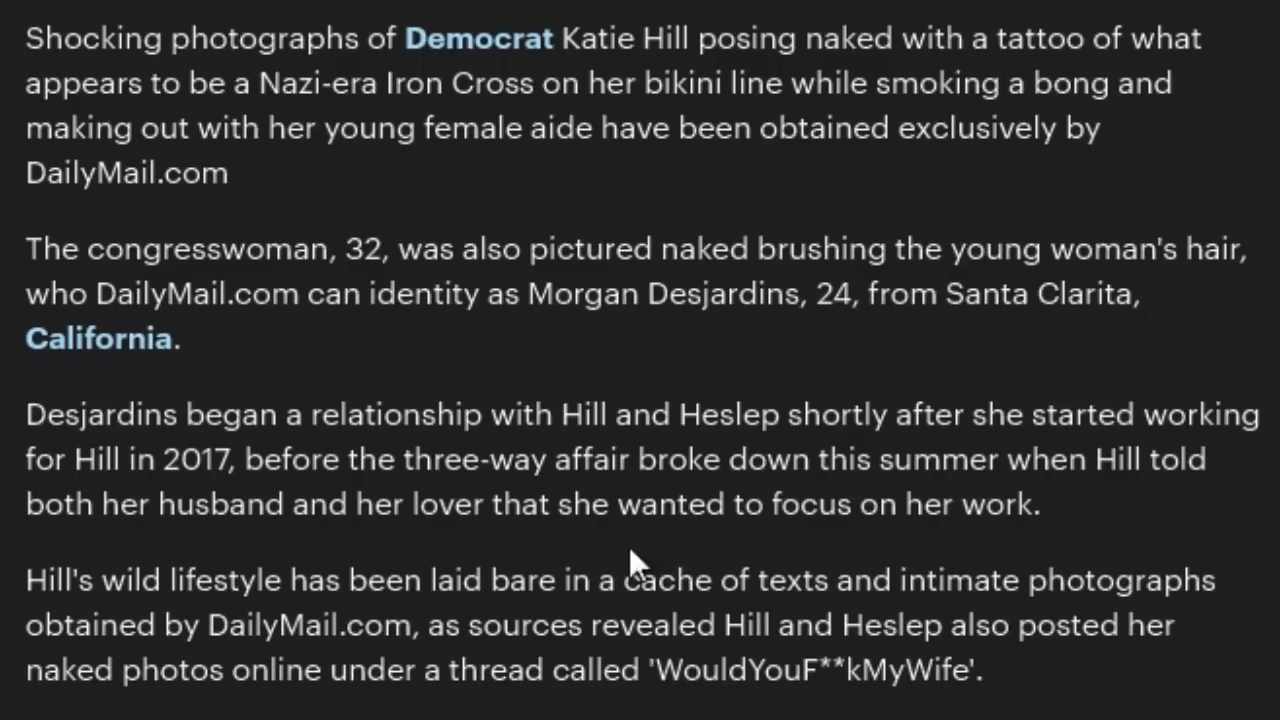 Shocking photographs of Democrat Katie Hill posing naked with a tattoo of what
appears to be a Nazi-era Iron Cross on her bikini line while smoking a bong and
making out with her young female aide have been obtained exclusively by
DailyMail.com
The congresswoman, 32, was also pictured naked brushing the young woman's hair,
who DailyMail.com can identity as Morgan Desjardins, 24, from Santa Clarita,
California.
Desjardins began a relationship with Hill and Heslep shortly after she started working
for Hill in 2017, before the three-way affair broke down this summer when Hill told
both her husband and her lover that she wanted to focus on her work.
Hill's wild lifestyle has been laid bare in a cache of texts and intimate photographs
obtained by DailyMail.com, as sources revealed Hill and Heslep also posted her
naked photos online under a thread called 'WouldYouF**kMyWife'.